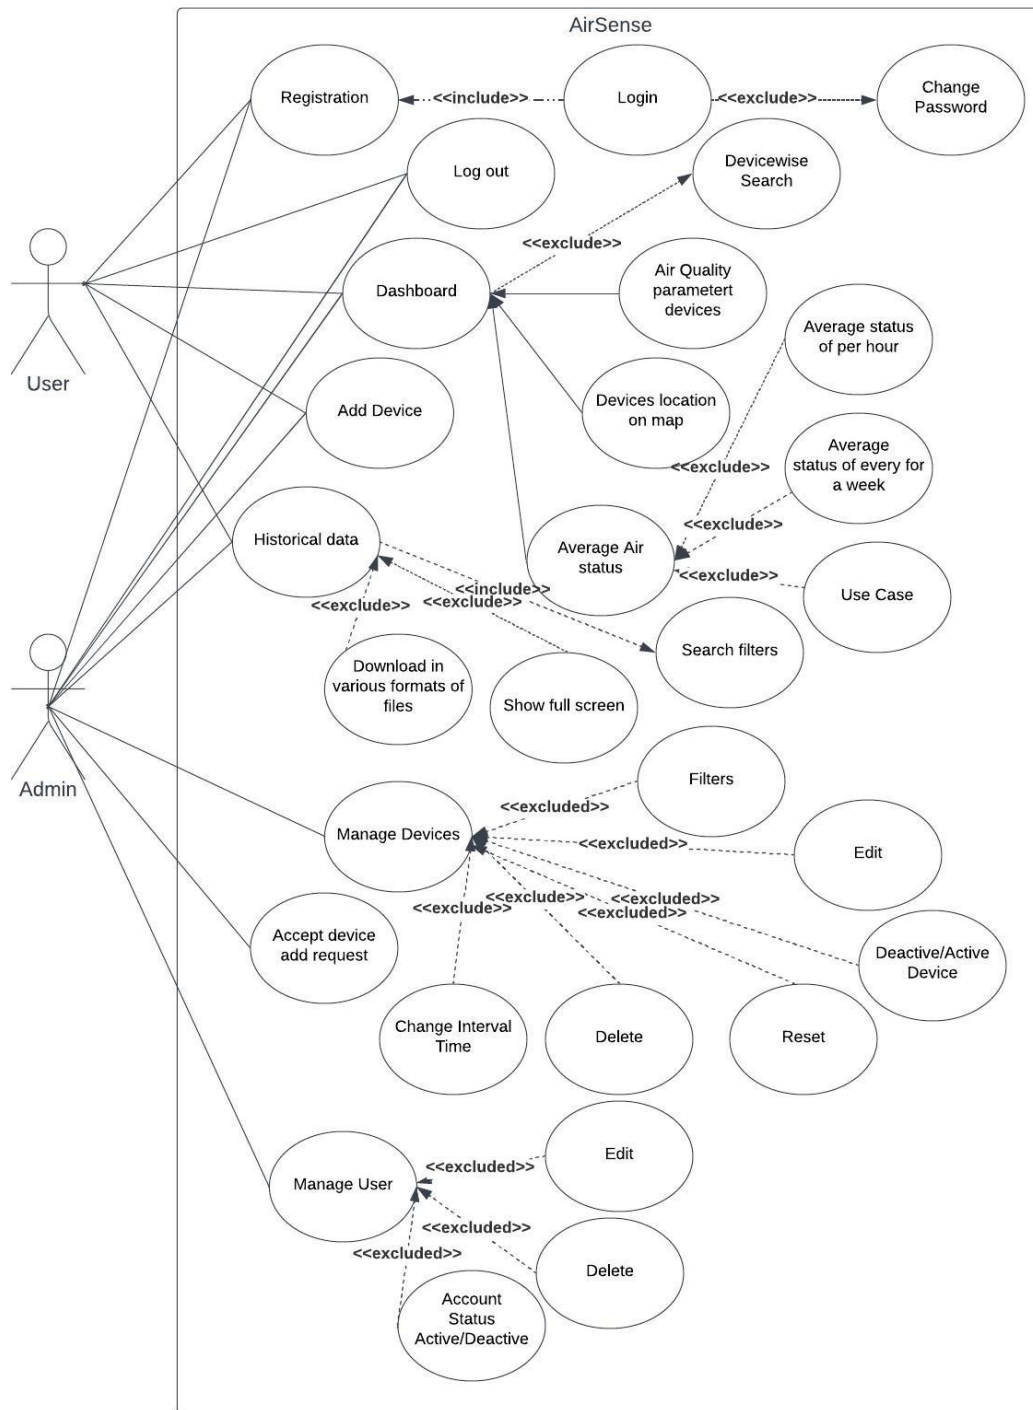 AirSense
Registration
<<include>>
Login
<<exclude>>
Change
Password
Log out
Devicewise
Search
<<exclude>>
User
Dashboard
Air Quality
parametert
devices
Average status
of per hour
Add Device
Devices location
on map
<<exclude>>
Average
status of every for
a week
<<exclude>>
Historical data
Average Air
status
<<exclude>>
Use Case
<<include>>
<<exclude>>
<<exclude>>
Search filters
Download in
various formats of
files
Show full screen
Admin
Filters
<<excluded>>
Manage Devices
<<excluded>>
Edit
<<exclude>>
<<excluded>>
<<exclude>>
<<excluded>>
Accept device
add request
Deactive/Active
Device
Change Interval
Time
Delete
Reset
Manage User
<<excluded>>
Edit
<<excluded>>
<<excluded>>
Delete
Account
Status
Active/Deactive